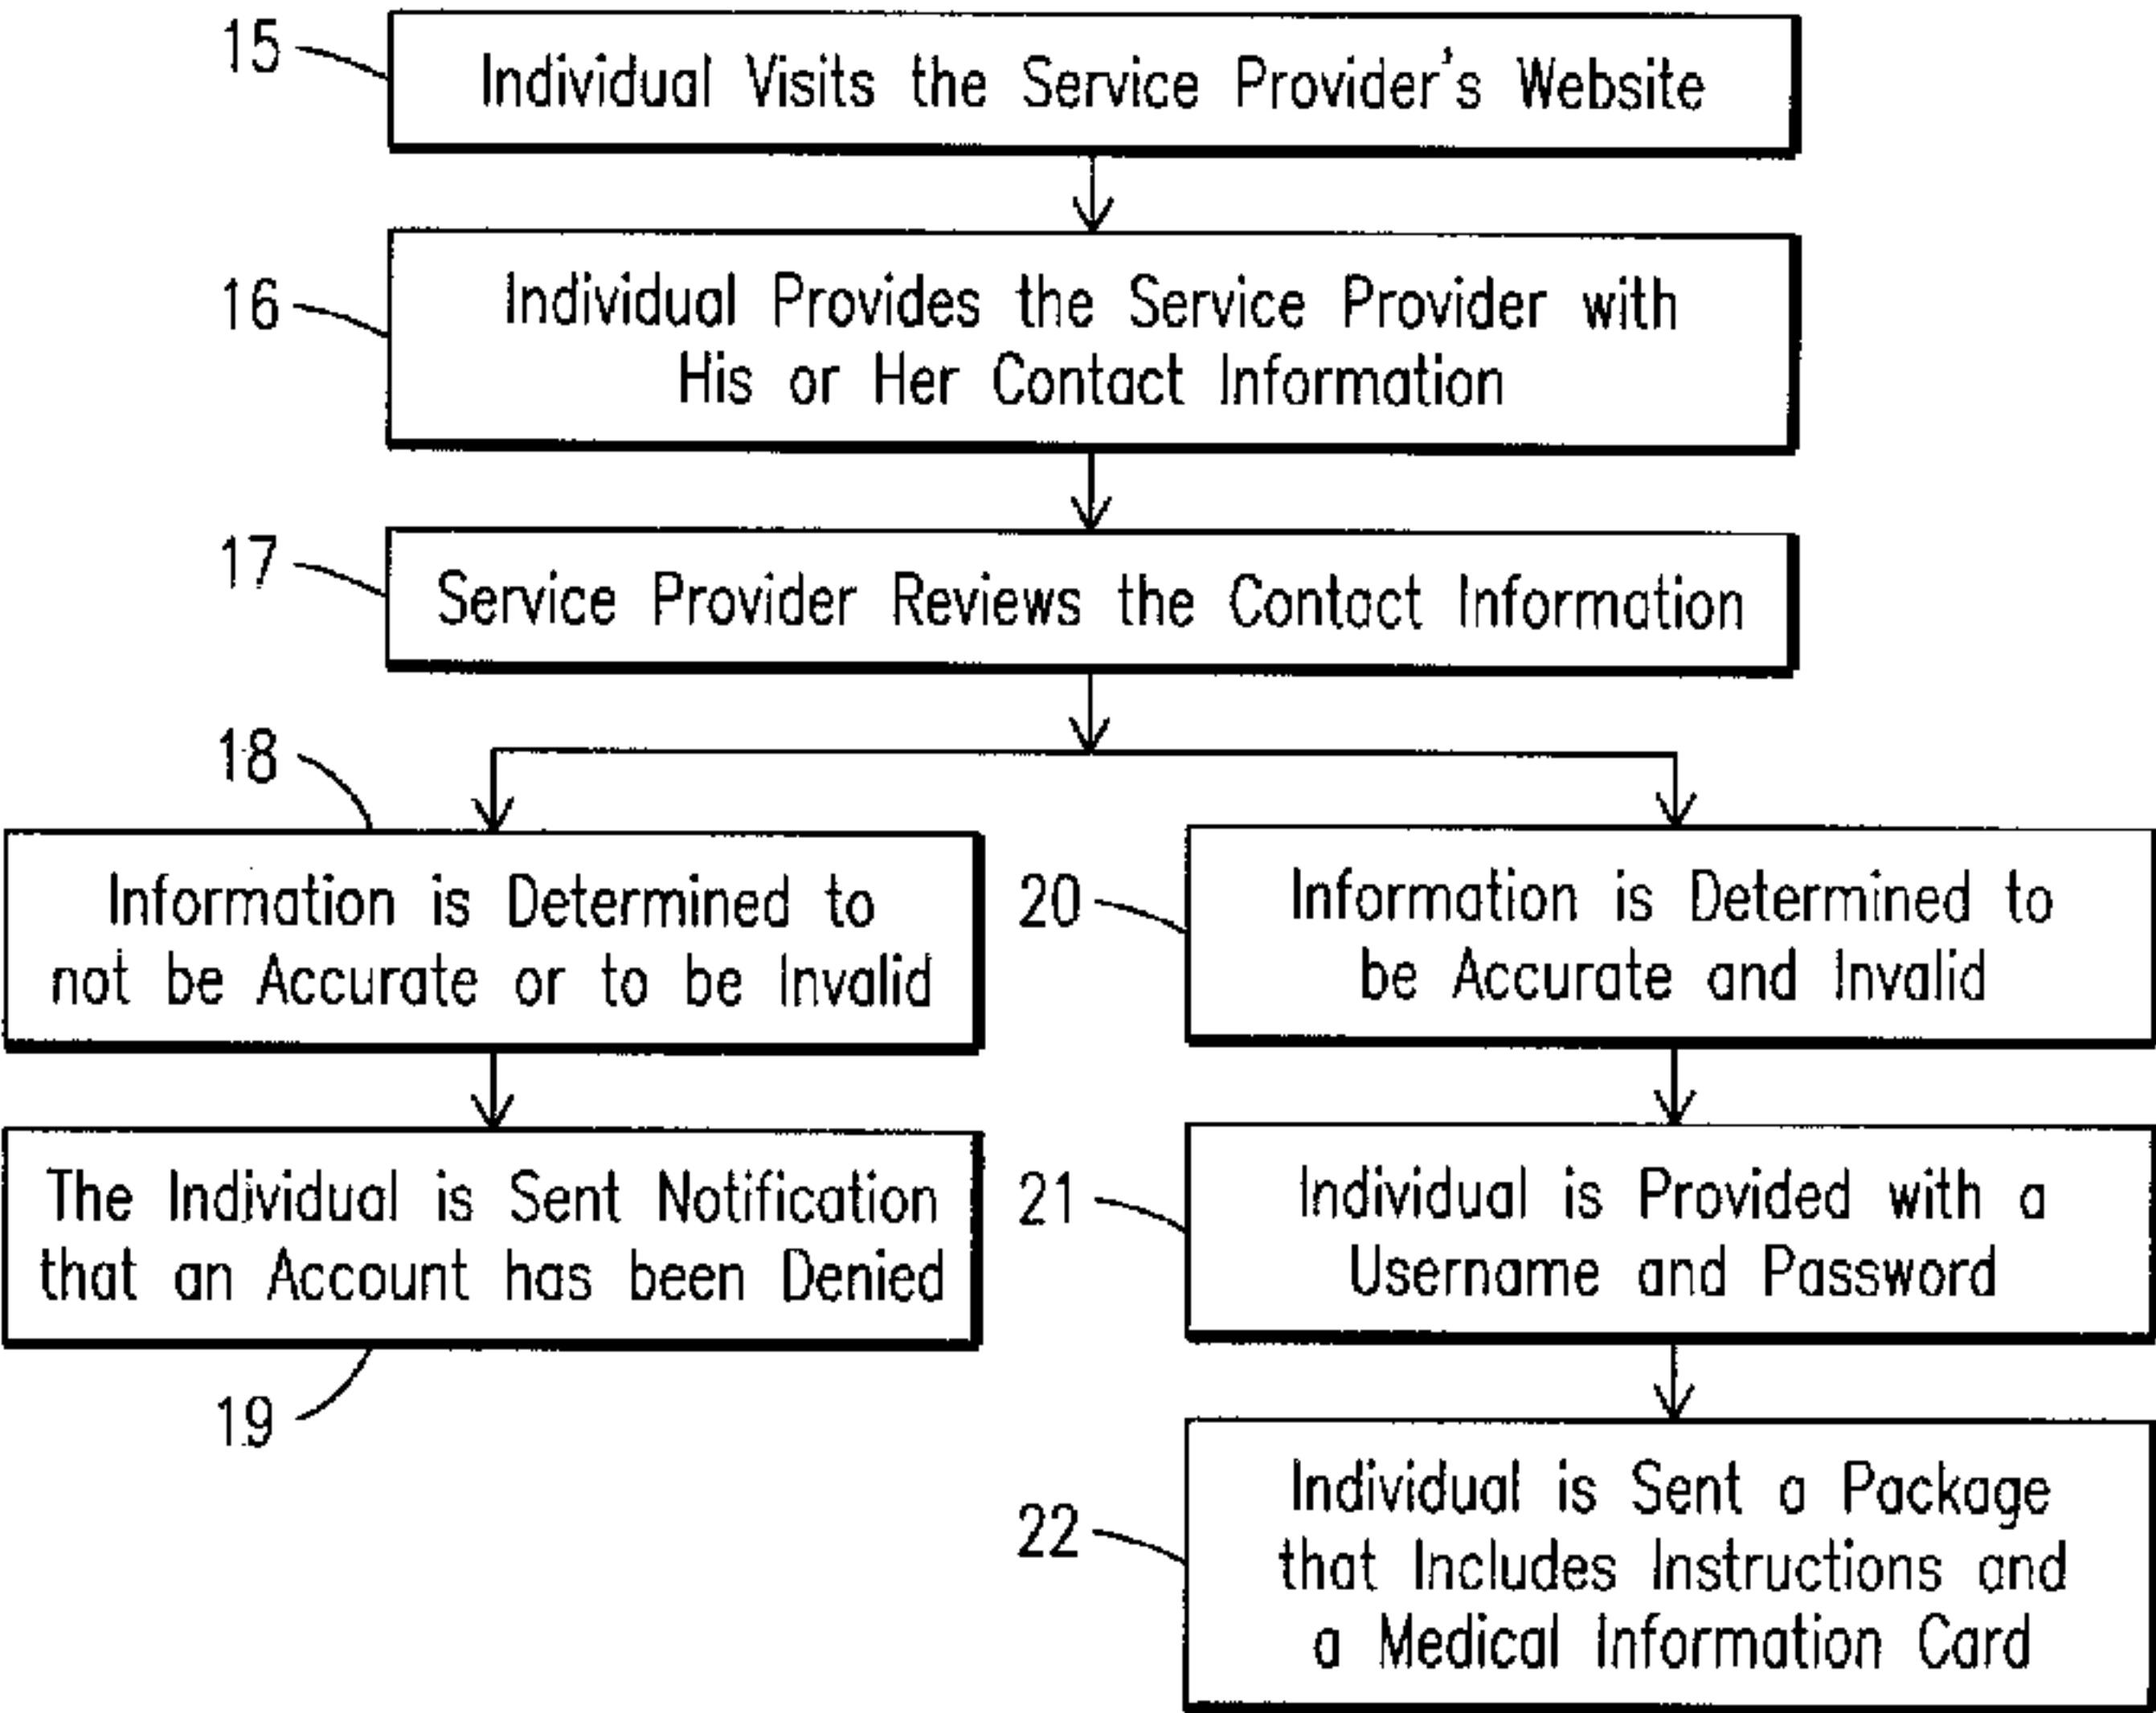 15
Individual Visits the Service Provider's Website
16
Individual Provides the Service Provider with
His or Her Contact Information
17
Service Provider Reviews the Contact Information
18
Information is Determined to
not be Accurate or to be Invalid
The Individual is Sent Notification
that an Account has been Denied
19
20
Information is Determined to
be Accurate and Invalid
21
Individual is Provided with a
Username and Password
22
Individual is Sent a Package
that Includes Instructions and
a Medical Information Card